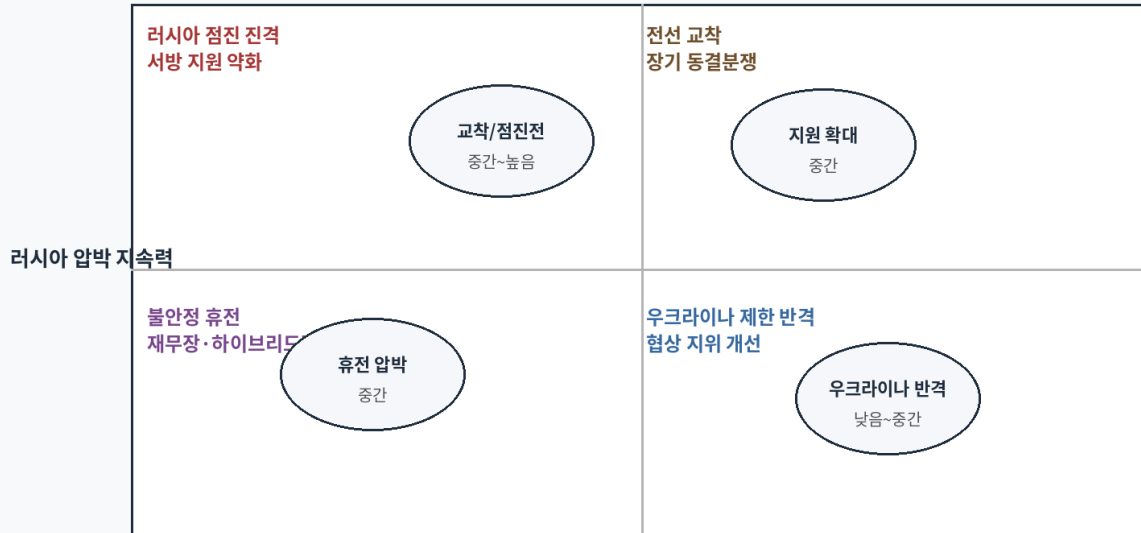 러시아 점진 진격
서방 지원 약화
전선 교착
장기 동결분쟁
교착/점진전
중간~높음
지원 확대
중간
러시아 압박 지속력
불안정 휴전
재무장·하이브리드
우크라이나 제한 반격
협상 지위 개선
휴전 압박
중간
우크라이나 반격
낮음~중간